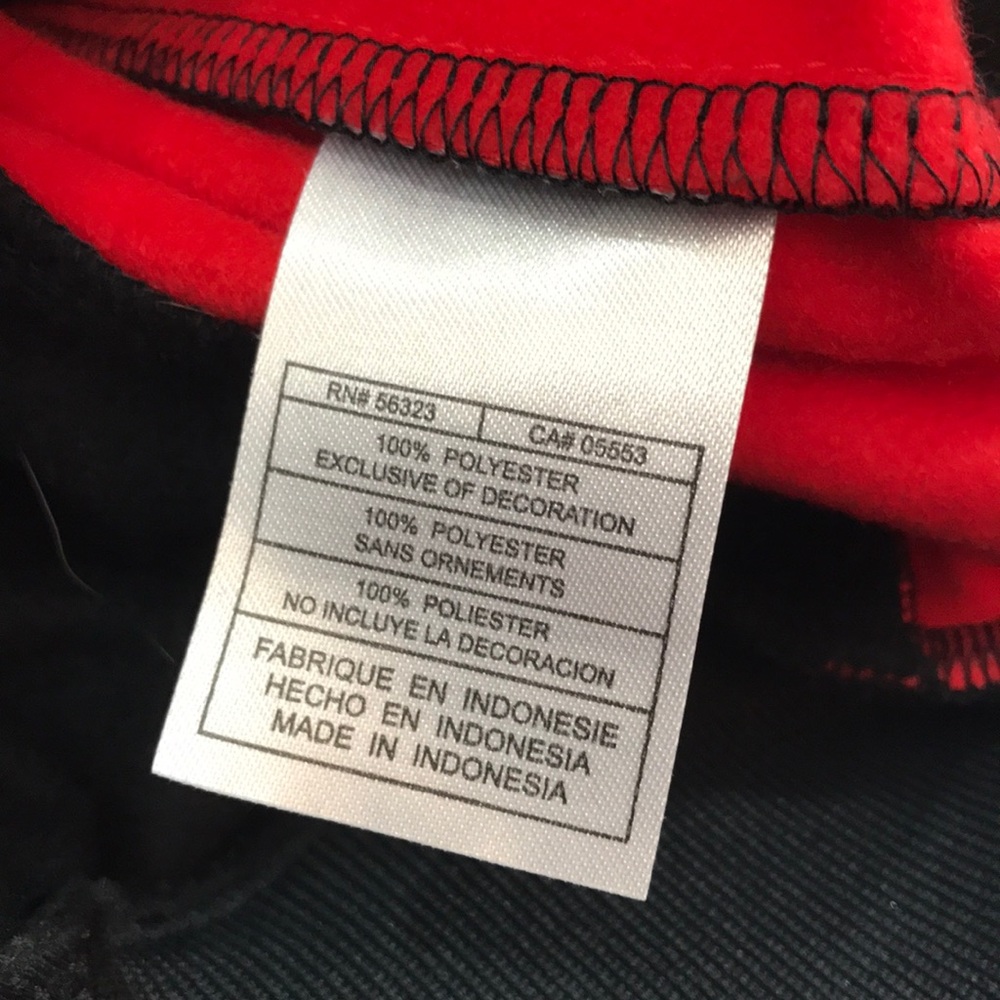 RN# 56323
CA# 05553
100% POLYESTER
EXCLUSIVE OF DECORATION
100% POLYESTER
SANS ORNEMENTS
100% POLIESTER
NO INCLUYE LA DECORACION
FABRIQUE EN INDONESIE
HECHO EN INDONESIA
MADE IN INDONESIA